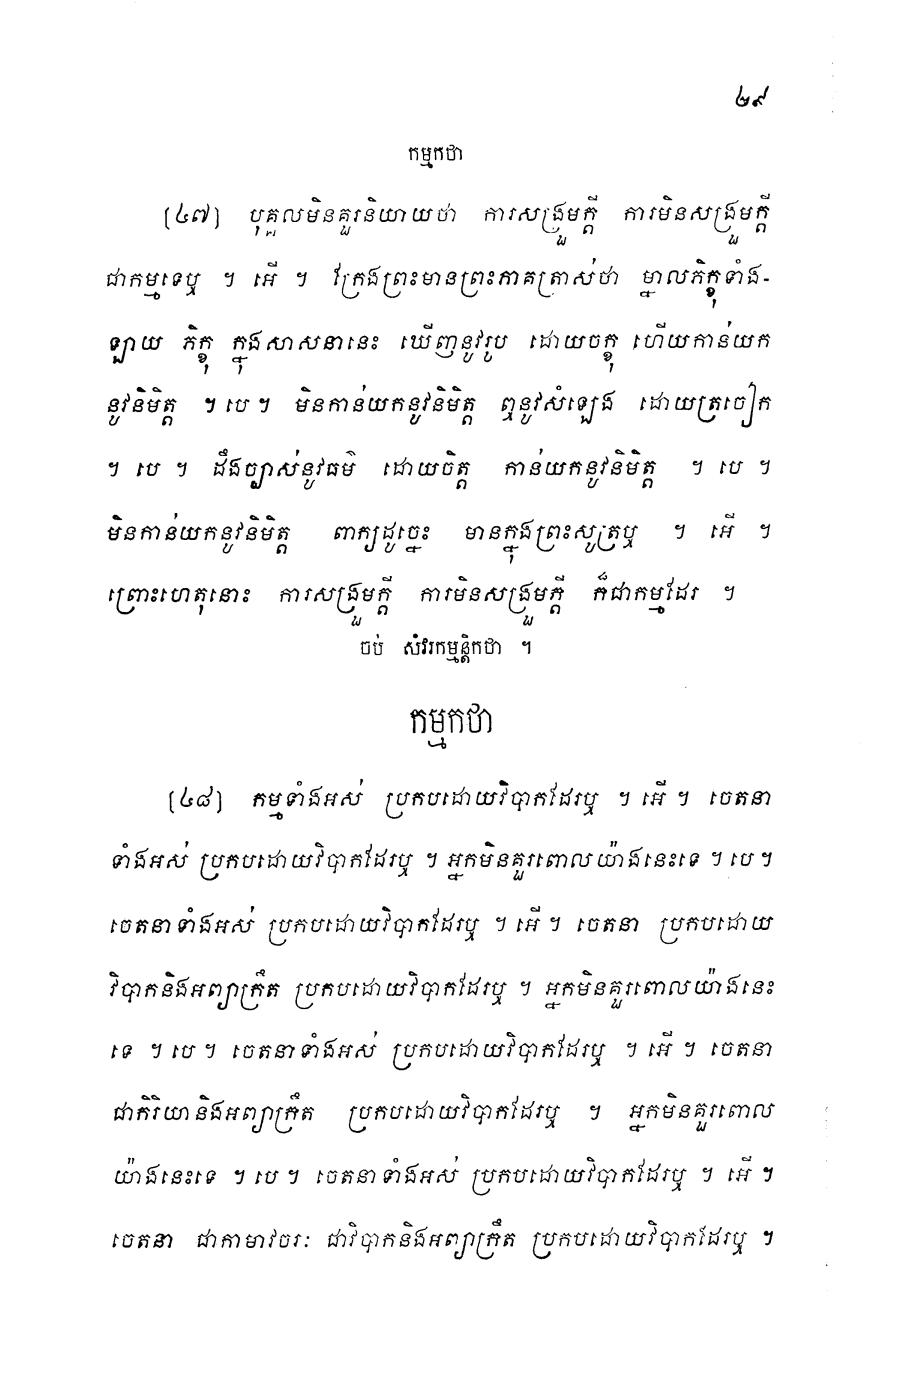 ២៩
កម្មកថា
[៤៧] បុគ្គលមិនគួរនិយាយថា ការសង្រួមក្តី ការមិនសង្រួមក្តី
ជាកម្មទេឬ ។ អើ ។ ក្រែងព្រះមានព្រះភាគត្រាស់ថា ម្នាលភិក្ខុទាំង-
ឡាយ ភិក្ខុ ក្នុងសាសនានេះ ឃើញនូវរូប ដោយចក្ខុ ហើយកាន់យក
នូវនិមិត្ត ។ បេ ។ មិនកាន់យកនូវនិមិត្ត ឮនូវសំឡេង ដោយត្រចៀក
។ បេ ។ ដឹងច្បាស់នូវធម៌ ដោយចិត្ត កាន់យកនូវនិមិត្ត ។ បេ ។
មិនកាន់យកនូវនិមិត្ត ពាក្យដូច្នេះ មានក្នុងព្រះសូត្រឬ ។ អើ ។
ព្រោះហេតុនោះ ការសង្រួមក្តី ការមិនសង្រួមក្តី ក៏ជាកម្មដែរ ។
ចប់ សំវរកម្មន្តិកថា ។
កម្មកថា
[៤៨] កម្មទាំងអស់ ប្រកបដោយវិបាកដែរឬ ។ អើ ។ ចេតនា
ទាំងអស់ ប្រកបដោយវិបាកដែរឬ ។ អ្នកមិនគួរពោលយ៉ាងនេះទេ ។ បេ ។
ចេតនាទាំងអស់ ប្រកបដោយវិបាកដែរឬ ។ អើ ។ ចេតនា ប្រកបដោយ
វិបាកនិងអព្យាក្រឹត ប្រកបដោយវិបាកដែរឬ ។ អ្នកមិនគួរពោលយ៉ាងនេះ
ទេ ។ បេ ។ ចេតនាទាំងអស់ ប្រកបដោយវិបាកដែរឬ ។ អើ ។ ចេតនា
ជាកិរិយានិងអព្យាក្រឹត ប្រកបដោយវិបាកដែរឬ ។ អ្នកមិនគួរពោល
យ៉ាងនេះទេ ។ បេ ។ ចេតនាទាំងអស់ ប្រកបដោយវិបាកដែរឬ ។ អើ ។
ចេតនា ជាកាមាវចរៈ ជាវិបាកនិងអព្យាក្រឹត ប្រកបដោយវិបាកដែរឬ ។